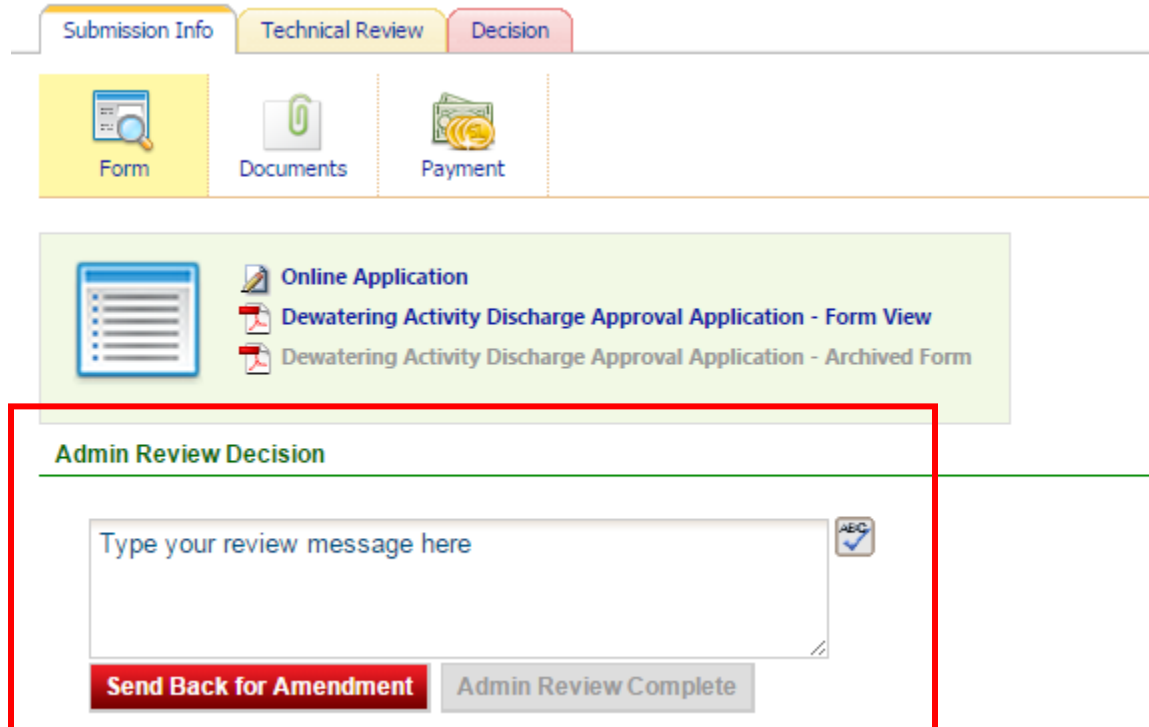 Submission Info Technical Review Decision
Form Documents Payment
Online Application
Dewatering Activity Discharge Approval Application - Form View
Dewatering Activity Discharge Approval Application - Archived Form
Admin Review Decision
Type your review message here
ABC
Send Back for Amendment Admin Review Complete